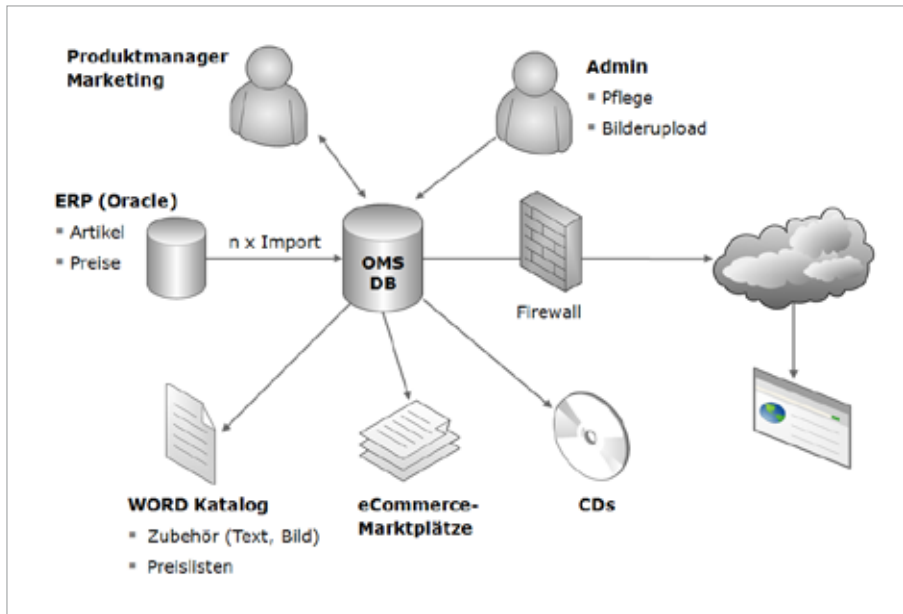 Produktmanager
Marketing
Admin
▪ Pflege
▪ Bilderupload
ERP (Oracle)
▪ Artikel
▪ Preise
n x Import
OMS
DB
Firewall
WORD Katalog
▪ Zubehör (Text, Bild)
▪ Preislisten
eCommerce-
Marktplätze
CDs